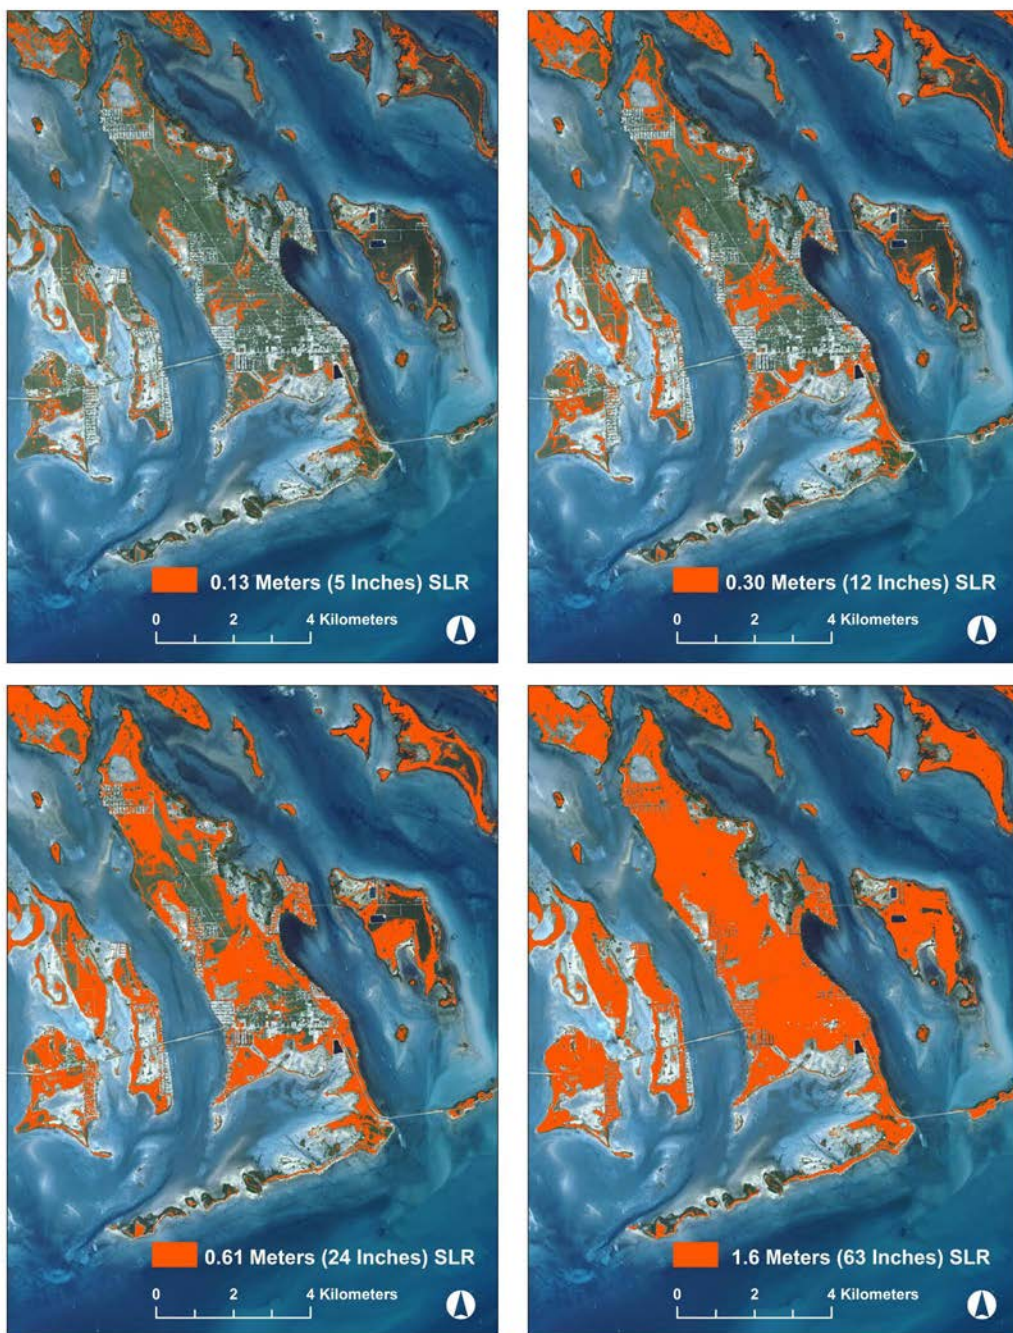 0.13 Meters (5 Inches) SLR
0 2 4 Kilometers
0.30 Meters (12 Inches) SLR
0 2 4 Kilometers
0.61 Meters (24 Inches) SLR
0 2 4 Kilometers
1.6 Meters (63 Inches) SLR
0 2 4 Kilometers